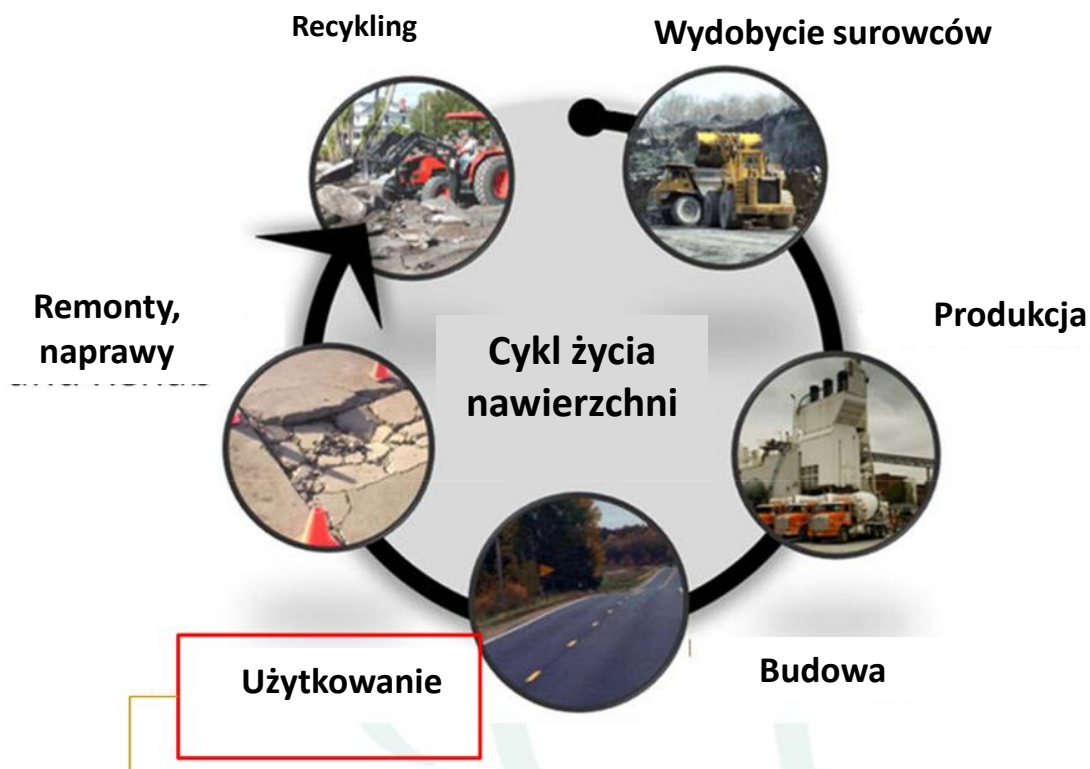 Recykling
Wydobycie surowców
Remonty,
naprawy
Produkcja
Cykl życia
nawierzchni
Użytkowanie
Budowa